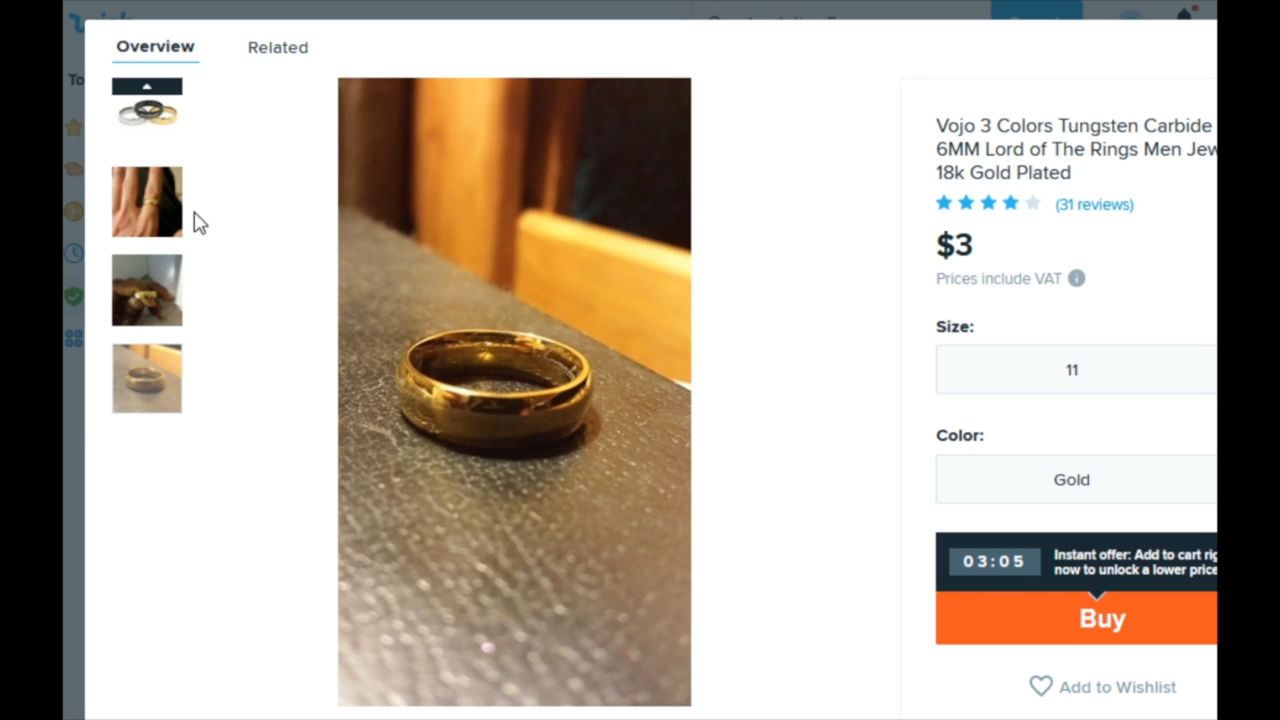 Overview
Related
To
Vojo 3 Colors Tungsten Carbide
6MM Lord of The Rings Men Jew
18k Gold Plated
(31 reviews)
$3
Prices include VAT
Size:
11
Color:
Gold
03:05
Instant offer: Add to cart rig
now to unlock a lower price
Buy
Add to Wishlist